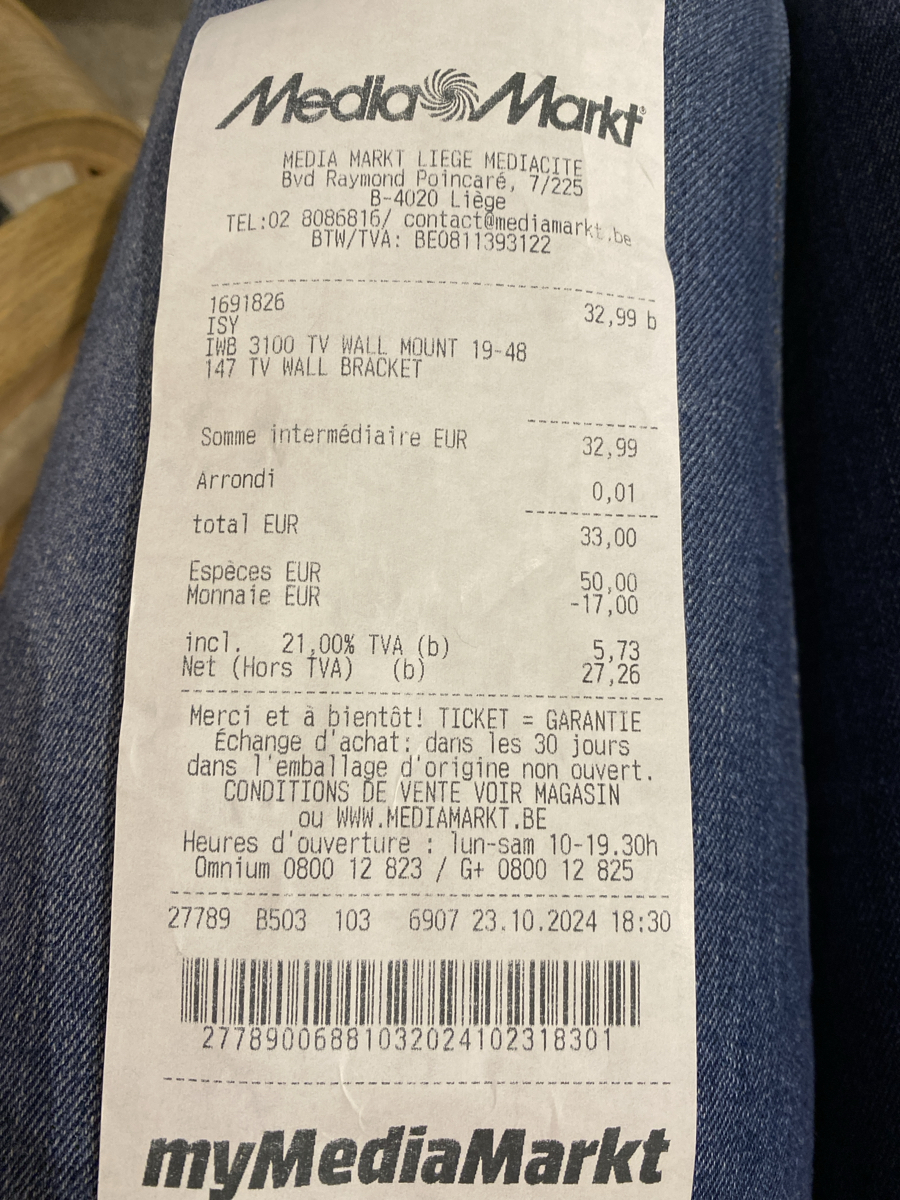 Media Markt
MEDIA MARKT LIEGE MEDIACITE
Bvd Raymond Poincaré, 7/225
B-4020 Liège
TEL:02 8086816/ contact@mediamarkt.be
BTW/TVA: BE0811393122
1691826 32,99 b
ISY
IWB 3100 TV WALL MOUNT 19-48
147 TV WALL BRACKET
Somme intermédiaire EUR 32,99
Arrondi 0,01
total EUR 33,00
Espèces EUR 50,00
Monnaie EUR -17,00
incl. 21,00% TVA (b) 5,73
Net (Hors TVA) (b) 27,26
Merci et à bientôt! TICKET = GARANTIE
Échange d'achat: dans les 30 jours
dans l'emballage d'origine non ouvert.
CONDITIONS DE VENTE VOIR MAGASIN
ou WWW.MEDIAMARKT.BE
Heures d'ouverture : lun-sam 10-19.30h
Omnium 0800 12 823 / G+ 0800 12 825
27789 B503 103 6907 23.10.2024 18:30
2778900688103202410231830​1
myMediaMarkt